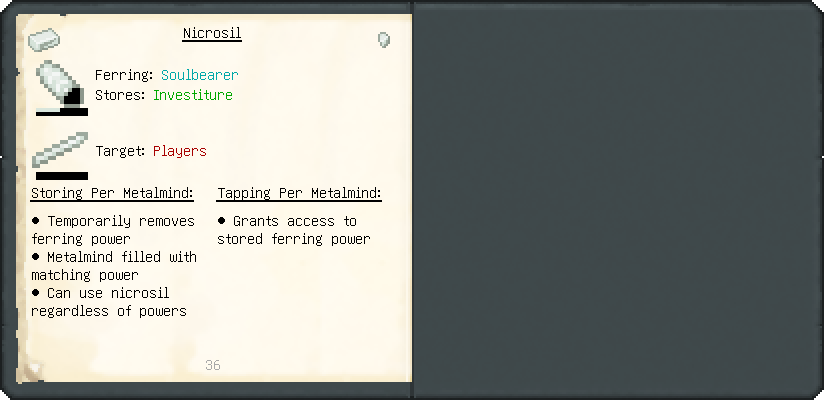 Nicrosil
Ferring: Soulbearer
Stores: Investiture
Target: Players
Storing Per Metalmind:
• Temporarily removes
ferring power
• Metalmind filled with
matching power
• Can use nicrosil
regardless of powers
Tapping Per Metalmind:
• Grants access to
stored ferring power
36